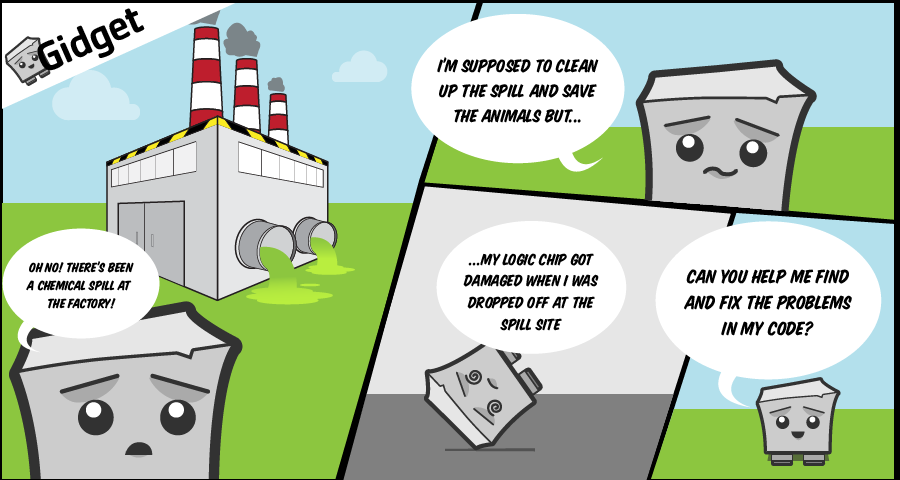 Gidget
OH NO! THERE'S BEEN
A CHEMICAL SPILL AT
THE FACTORY!
I'M SUPPOSED TO CLEAN
UP THE SPILL AND SAVE
THE ANIMALS BUT...
...MY LOGIC CHIP GOT
DAMAGED WHEN I WAS
DROPPED OFF AT THE
SPILL SITE
CAN YOU HELP ME FIND
AND FIX THE PROBLEMS
IN MY CODE?